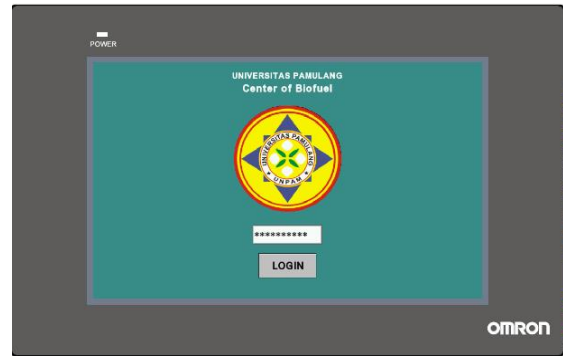 POWER
UNIVERSITAS PAMULANG
Center of Biofuel
UNIVERSITAS PAMULANG
UNPAM
**********
LOGIN
OMRON